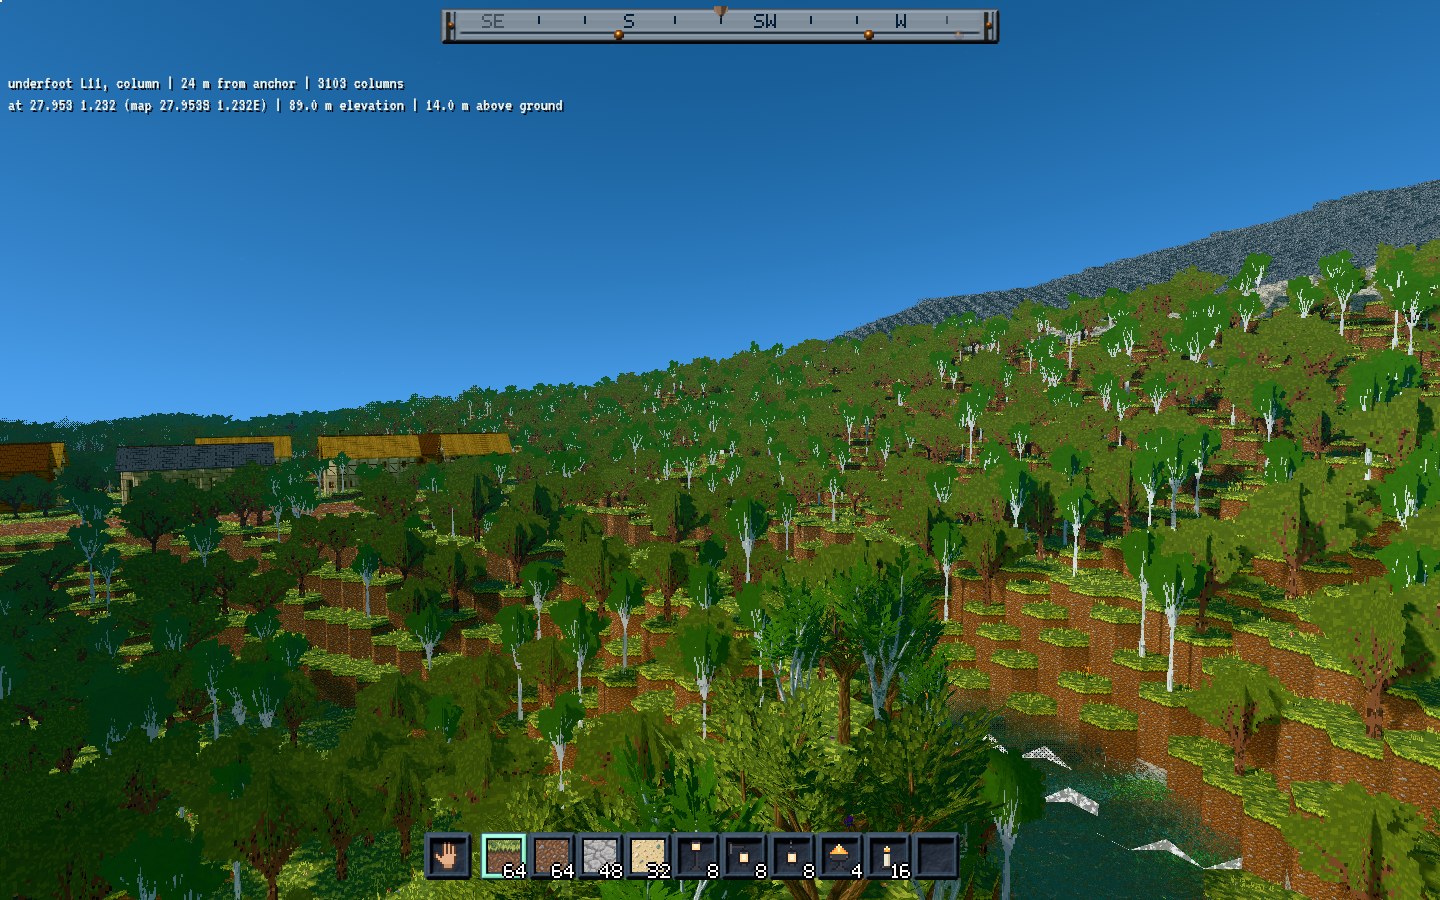 SE S SW W
underfoot L11, column | 24 m from anchor | 3103 columns
at 27.953 1.232 (map 27.953S 1.232E) | 89.0 m elevation | 14.0 m above ground
64 64 48 32 8 8 8 4 16